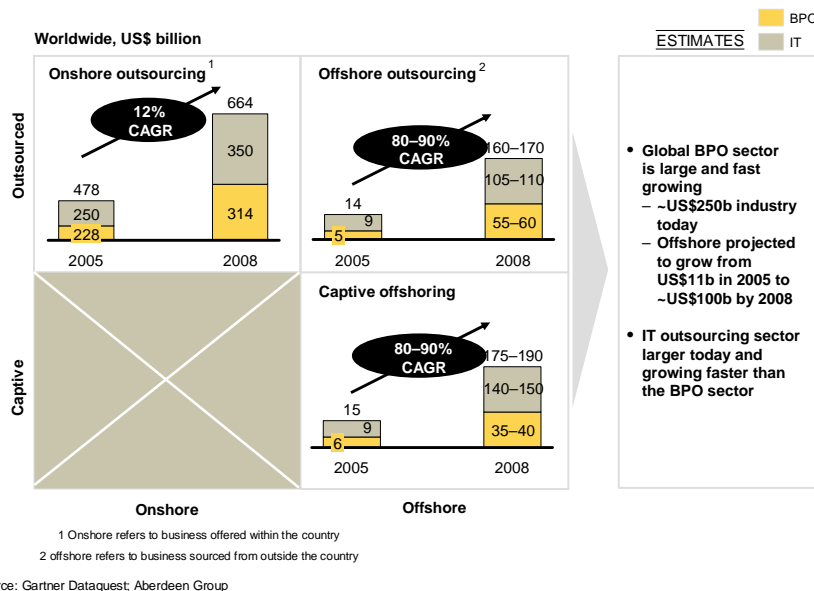 Worldwide, US$ billion
ESTIMATES
BPO
IT
Outsourced
Onshore outsourcing 1
12%
CAGR
478
250
228
2005
664
350
314
2008
Offshore outsourcing 2
80–90%
CAGR
14
9
5
2005
160–170
105–110
55–60
2008
Captive
Captive offshoring
80–90%
CAGR
15
9
6
2005
175–190
140–150
35–40
2008
Onshore
Offshore
• Global BPO sector
is large and fast
growing
– ~US$250b industry
today
– Offshore projected
to grow from
US$11b in 2005 to
~US$100b by 2008
• IT outsourcing sector
larger today and
growing faster than
the BPO sector
1 Onshore refers to business offered within the country
2 offshore refers to business sourced from outside the country
rce: Gartner Dataquest; Aberdeen Group